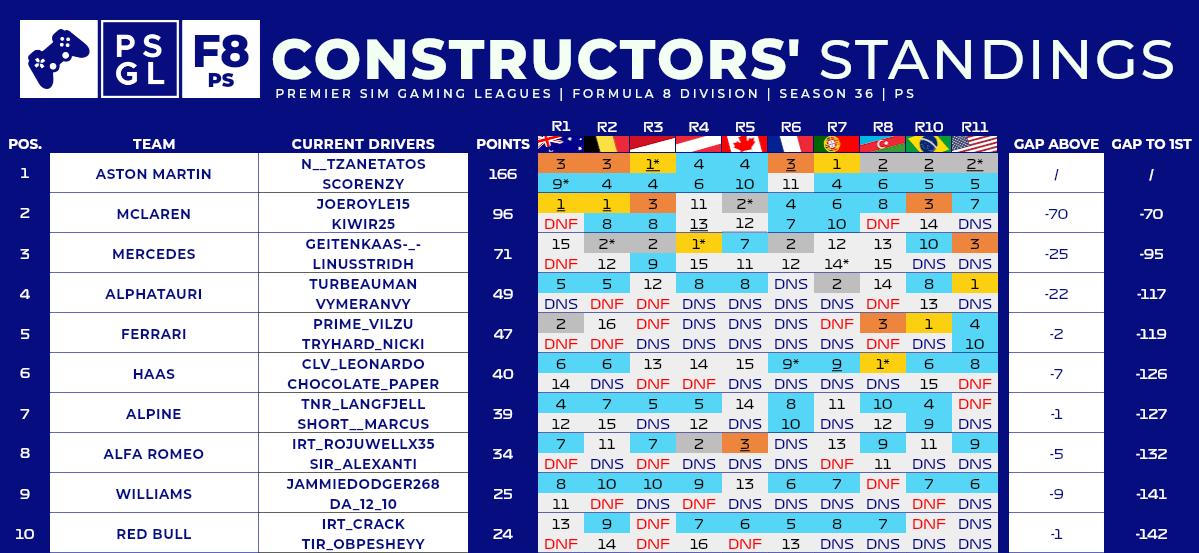 PS
GL
F8
PS
CONSTRUCTORS' STANDINGS
PREMIER SIM GAMING LEAGUES | FORMULA 8 DIVISION | SEASON 36 | PS
POS. TEAM CURRENT DRIVERS POINTS R1 R2 R3 R4 R5 R6 R7 R8 R10 R11 GAP ABOVE GAP TO 1ST
N__TZANETATOS 3 3 1* 4 4 3 1 2 2 2*
1 ASTON MARTIN 166 / /
SCORENZY 9* 4 4 6 10 11 4 6 5 5
JOEROYLE15 1 1 3 11 2* 4 6 8 3 7
2 MCLAREN 96 -70 -70
KIWIR25 DNF 8 8 13 12 7 10 DNF 14 DNS
GEITENKAAS-_- 15 2* 2 1* 7 2 12 13 10 3
3 MERCEDES 71 -25 -95
LINUSSTRIDH DNF 12 9 15 11 12 14* 15 DNS DNS
TURBEAUMAN 5 5 12 8 8 DNS 2 14 8 1
4 ALPHATAURI 49 -22 -117
VYMERANVY DNS DNF DNF DNS DNS DNS DNS DNF 13 DNS
PRIME_VILZU 2 16 DNF DNS DNS DNS DNF 3 1 4
5 FERRARI 47 -2 -119
TRYHARD_NICKI DNF DNF DNS DNS DNS DNS DNS DNF DNS 10
CLV_LEONARDO 6 6 13 14 15 9* 9 1* 6 8
6 HAAS 40 -7 -126
CHOCOLATE_PAPER 14 DNS DNF DNF DNS DNS DNS DNS 15 DNF
TNR_LANGFJELL 4 7 5 5 14 8 11 10 4 DNF
7 ALPINE 39 -1 -127
SHORT__MARCUS 12 15 DNS 12 DNS 10 DNS 12 9 DNS
IRT_ROJUWELLX35 7 11 7 2 3 DNS 13 9 11 9
8 ALFA ROMEO 34 -5 -132
SIR_ALEXANTI DNF DNS DNS DNS DNS DNS DNF 11 DNS DNS
JAMMIEDODGER268 8 10 10 9 13 6 7 DNF 7 6
9 WILLIAMS 25 -9 -141
DA_12_10 11 DNF DNS DNF DNS DNS DNS DNS DNS DNS
IRT_CRACK 13 9 DNF 7 6 5 8 7 DNF DNS
10 RED BULL 24 -1 -142
TIR_OBPESHEYY DNF 14 DNF 16 DNF 13 DNS DNS DNS DNS